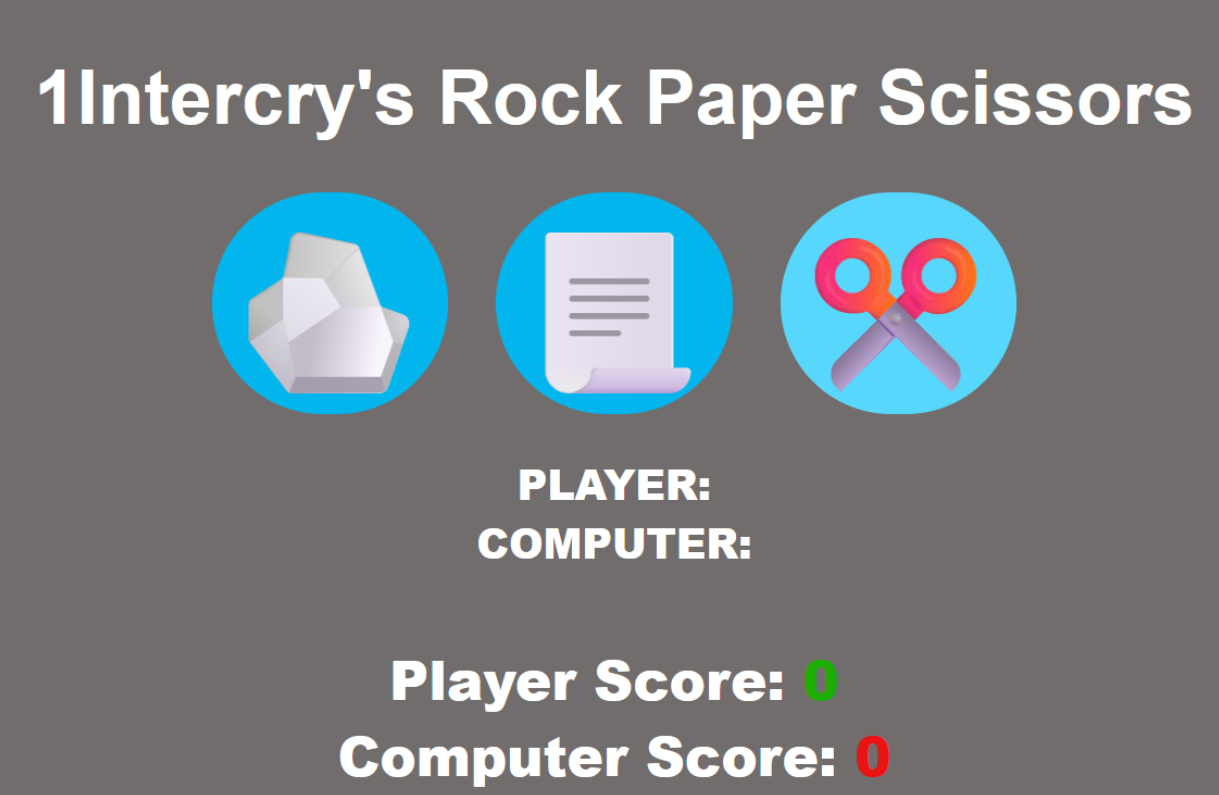 1Intercry's Rock Paper Scissors
PLAYER:
COMPUTER:
Player Score: 0
Computer Score: 0